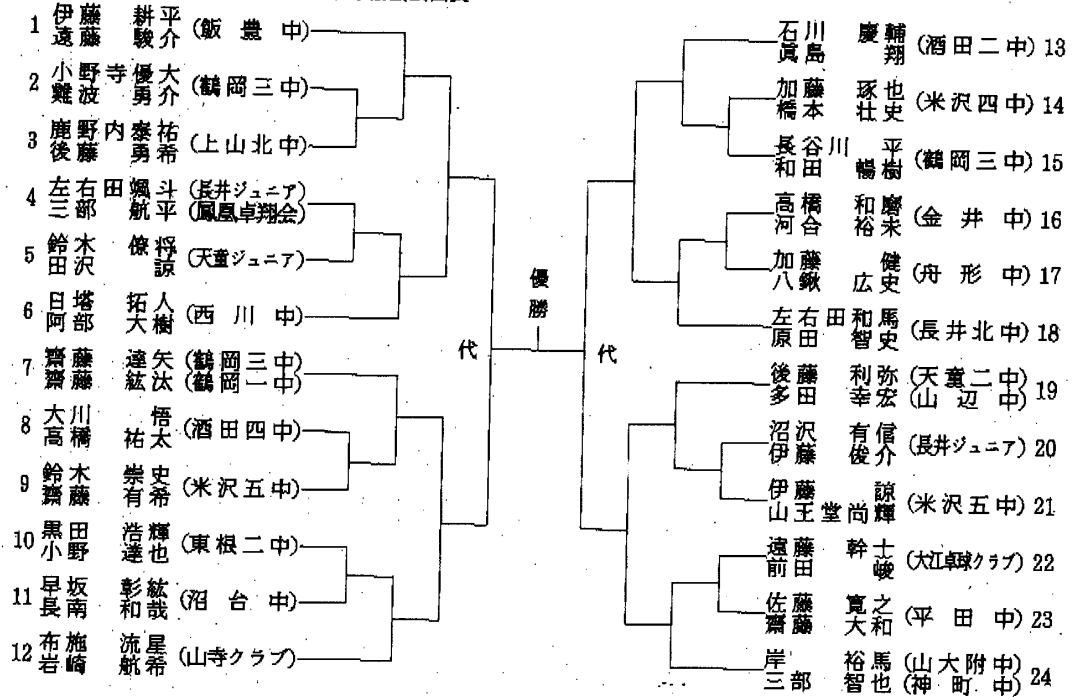 1 伊藤耕平 遠藤駿介 (飯豊中)
2 小野寺優大 難波勇介 (鶴岡三中)
3 鹿野内泰祐 後藤勇希 (上山北中)
4 左右田颯斗 (長井ジュニア) 三部航平 (鳳凰卓翔会)
5 鈴木僚将 田沢諒 (天童ジュニア)
6 日塔拓人 阿部大樹 (西川中)
7 齋藤達矢 (鶴岡三中) 齋藤紘汰 (鶴岡一中)
8 大川悟 高橋祐太 (酒田四中)
9 鈴木崇史 齋藤有希 (米沢五中)
10 黒田浩輝 小野達也 (東根二中)
11 早坂彰紘 長南和哉 (沼台中)
12 布施流星 岩崎航希 (山寺クラブ)
代
優勝
代
石川慶輔 眞島翔 (酒田二中) 13
加藤琢也 橋本壮史 (米沢四中) 14
長谷川平 和田暢樹 (鶴岡三中) 15
高橋和磨 河合裕未 (金井中) 16
加藤健 八鍬広史 (舟形中) 17
左右田和馬 原田智史 (長井北中) 18
後藤利弥 (天童二中) 多田幸宏 (山辺中) 19
沼沢有信 伊藤俊介 (長井ジュニア) 20
伊藤諒 山王堂尚輝 (米沢五中) 21
遠藤幹士 前田峻 (大江卓球クラブ) 22
佐藤寛之 齋藤大和 (平田中) 23
岸裕馬 (山大附中) 三部智也 (神町中) 24